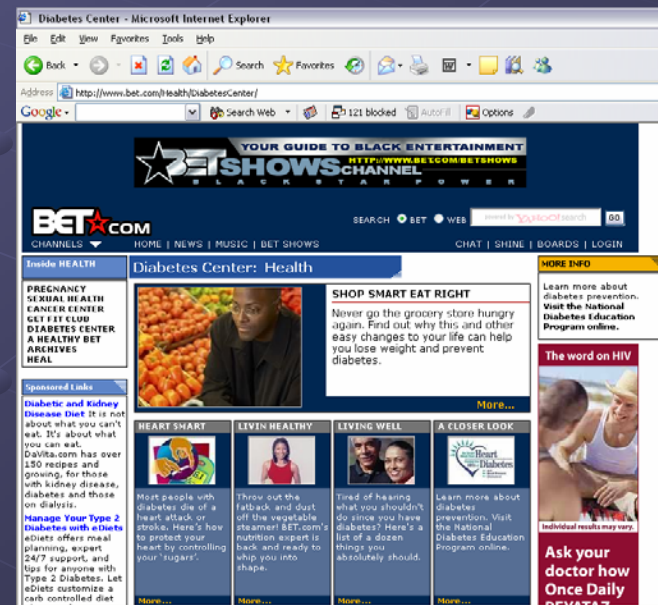 Diabetes Center - Microsoft Internet Explorer
File Edit View Favorites Tools Help
Back Search Favorites
Address http://www.bet.com/Health/DiabetesCenter/
Google Search Web 121 blocked AutoFill Options
YOUR GUIDE TO BLACK ENTERTAINMENT
HTTP://WWW.BET.COM/BETSHOWS
BETSHOWS CHANNEL
BLACK STAR POWER
BET.COM
SEARCH BET WEB powered by YAHOO! search GO
CHANNELS HOME | NEWS | MUSIC | BET SHOWS CHAT | SHINE | BOARDS | LOGIN
Inside HEALTH
PREGNANCY
SEXUAL HEALTH
CANCER CENTER
GET FIT CLUB
DIABETES CENTER
A HEALTHY BET
ARCHIVES
HEAL
Sponsored Links
Diabetic and Kidney
Disease Diet It is not
about what you can't
eat. It's about what
you can eat.
DaVita.com has over
150 recipes and
growing, for those
with kidney disease,
diabetes and those
on dialysis.
Manage Your Type 2
Diabetes with eDiets
eDiets offers meal
planning, expert
24/7 support, and
tips for anyone with
Type 2 Diabetes. Let
eDiets customize a
carb controlled diet
Diabetes Center: Health
SHOP SMART EAT RIGHT
Never go the grocery store hungry
again. Find out why this and other
easy changes to your life can help
you lose weight and prevent
diabetes.
More...
HEART SMART
Most people with
diabetes die of a
heart attack or
stroke. Here's how
to protect your
heart by controlling
your 'sugars'.
More...
LIVIN HEALTHY
Throw out the
fatback and dust
off the vegetable
steamer! BET.com's
nutrition expert is
back and ready to
whip you into
shape.
More...
LIVING WELL
Tired of hearing
what you shouldn't
do since you have
diabetes? Here's a
list of a dozen
things you
absolutely should.
More...
A CLOSER LOOK
Heart
Diabetes
Learn more about
diabetes
prevention. Visit
the National
Diabetes Education
Program online.
More...
MORE INFO
Learn more about
diabetes prevention.
Visit the National
Diabetes Education
Program online.
The word on HIV
Individual results may vary.
Ask your
doctor how
Once Daily